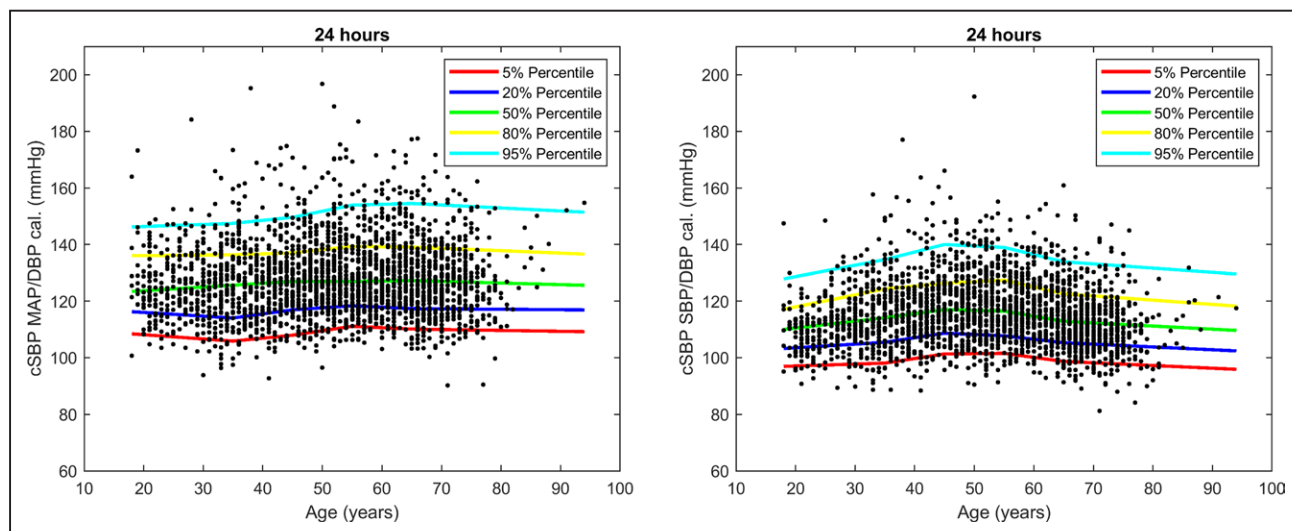 24 hours
cSBP MAP/DBP cal. (mmHg)
200
180
160
140
120
100
80
60
10 20 30 40 50 60 70 80 90 100
Age (years)
5% Percentile
20% Percentile
50% Percentile
80% Percentile
95% Percentile
24 hours
cSBP SBP/DBP cal. (mmHg)
200
180
160
140
120
100
80
60
10 20 30 40 50 60 70 80 90 100
Age (years)
5% Percentile
20% Percentile
50% Percentile
80% Percentile
95% Percentile